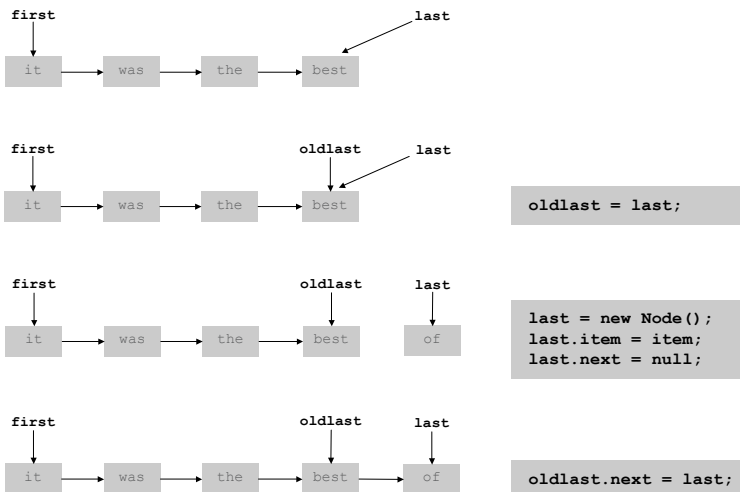 first last
it was the best
first oldlast last
it was the best
oldlast = last;
first oldlast last
it was the best of
last = new Node();
last.item = item;
last.next = null;
first oldlast last
it was the best of
oldlast.next = last;